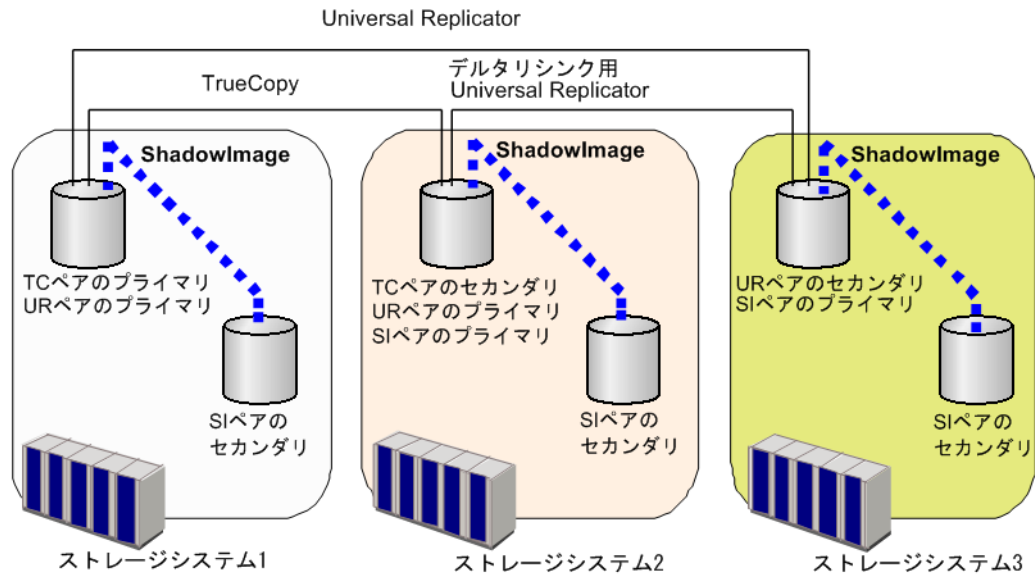 Universal Replicator
TrueCopy
デルタリシンク用
Universal Replicator
ShadowImage
TCペアのプライマリ
URペアのプライマリ
SIペアの
セカンダリ
ストレージシステム1
ShadowImage
TCペアのセカンダリ
URペアのプライマリ
SIペアのプライマリ
SIペアの
セカンダリ
ストレージシステム2
ShadowImage
URペアのセカンダリ
SIペアのプライマリ
SIペアの
セカンダリ
ストレージシステム3